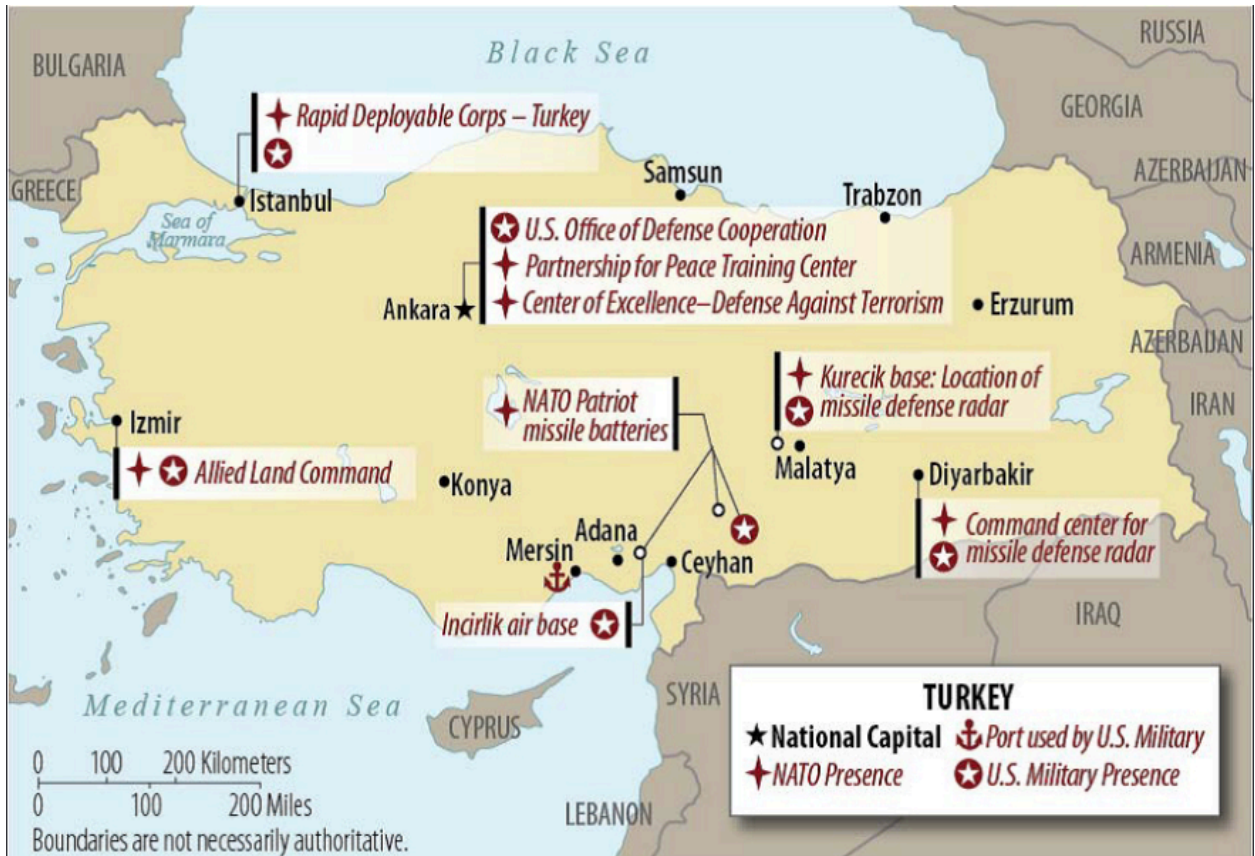 Black Sea
BULGARIA
RUSSIA
GEORGIA
Rapid Deployable Corps – Turkey
GREECE
Istanbul
Sea of
Marmara
Samsun
Trabzon
AZERBAIJAN
ARMENIA
U.S. Office of Defense Cooperation
Partnership for Peace Training Center
Center of Excellence–Defense Against Terrorism
Ankara
Erzurum
AZERBAIJAN
IRAN
NATO Patriot
missile batteries
Kurecik base: Location of
missile defense radar
Izmir
Allied Land Command
Konya
Malatya
Diyarbakir
Command center for
missile defense radar
Adana
Mersin
Ceyhan
Incirlik air base
IRAQ
SYRIA
Mediterranean Sea
CYPRUS
LEBANON
TURKEY
National Capital
Port used by U.S. Military
NATO Presence
U.S. Military Presence
0 100 200 Kilometers
0 100 200 Miles
Boundaries are not necessarily authoritative.